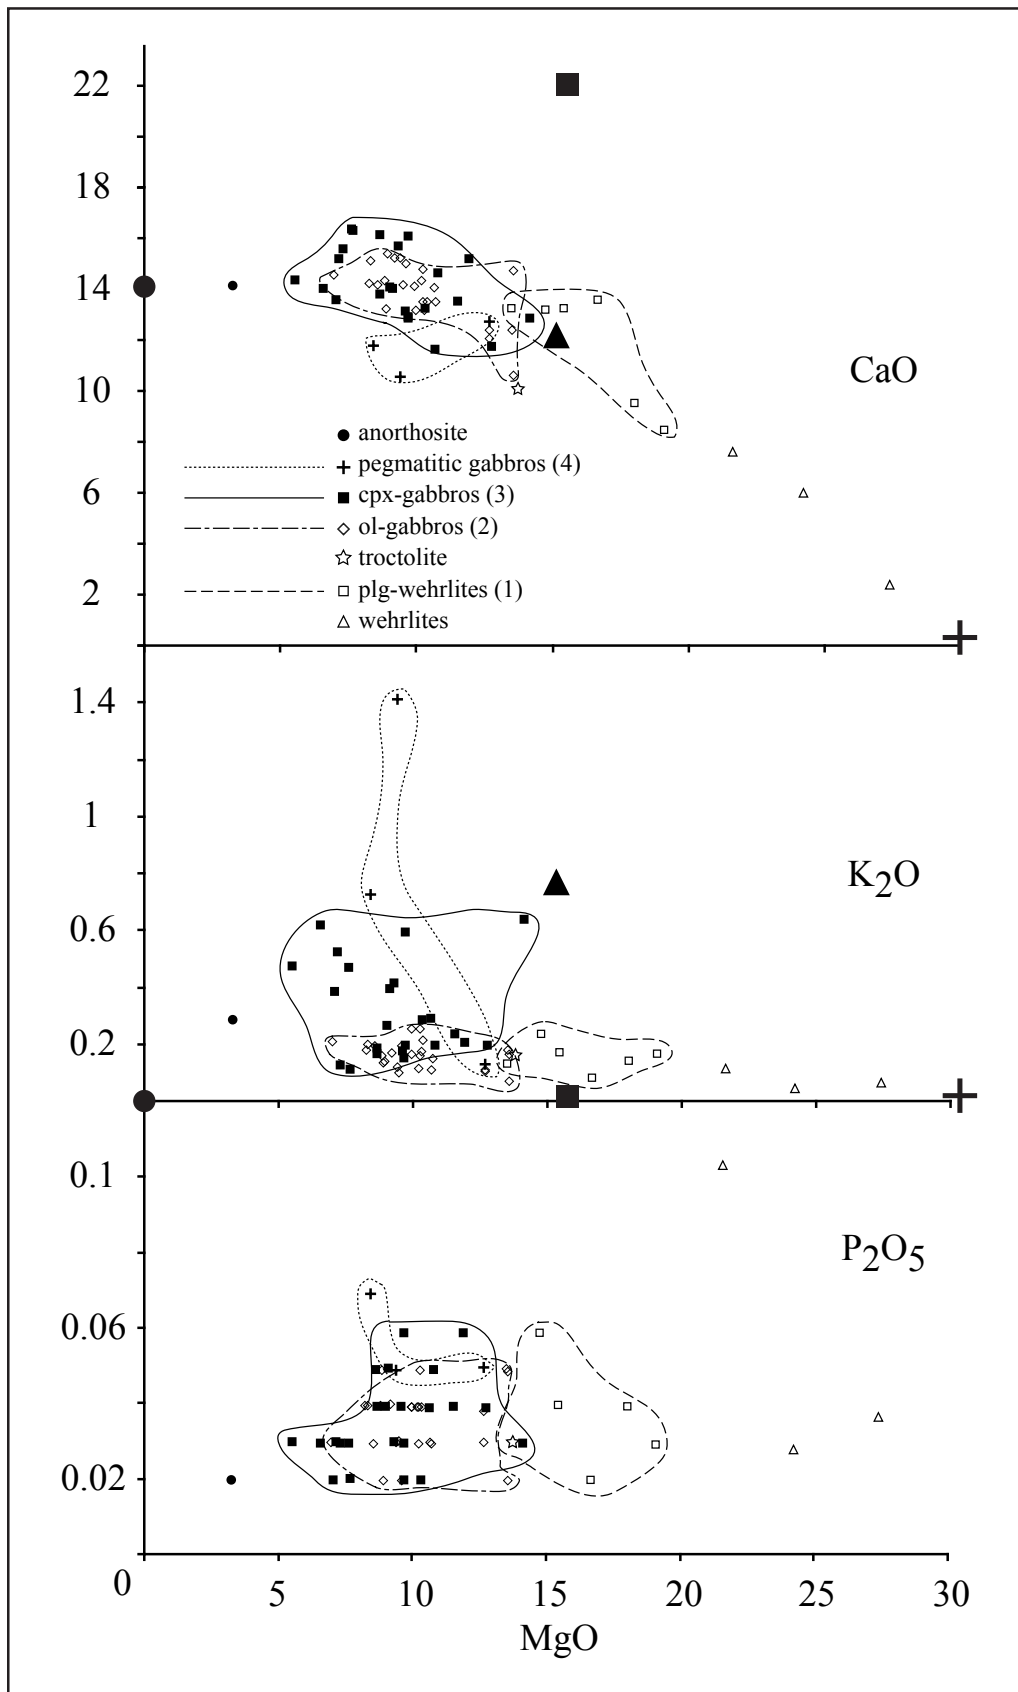 22
18
14
10
CaO
anorthosite
pegmatitic gabbros (4)
6
cpx-gabbros (3)
ol-gabbros (2)
troctolite
2
plg-wehrlites (1)
wehrlites
1.4
1
K2O
0.6
0.2
0.1
P2O5
0.06
0.02
0 5 10 15 20 25 30
MgO